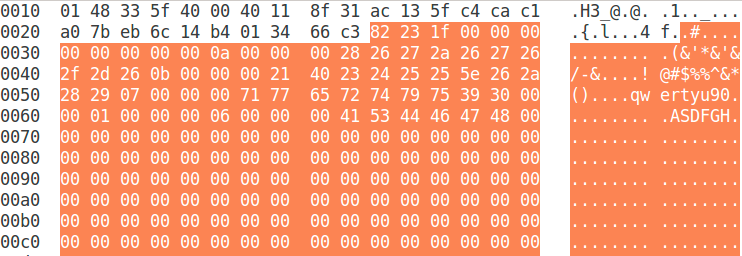 0010 01 48 33 5f 40 00 40 11 8f 31 ac 13 5f c4 ca c1 .H3_@.@. .1.._...
0020 a0 7b eb 6c 14 b4 01 34 66 c3 82 23 1f 00 00 00 .{.l...4 f..#....
0030 00 00 00 00 00 0a 00 00 00 28 26 27 2a 26 27 26 ........ .(&'*&'&
0040 2f 2d 26 0b 00 00 00 21 40 23 24 25 25 5e 26 2a /-&....! @#$%%^&*
0050 28 29 07 00 00 00 71 77 65 72 74 79 75 39 30 00 ()....qw ertyu90.
0060 00 01 00 00 00 06 00 00 00 41 53 44 46 47 48 00 ........ .ASDFGH.
0070 00 00 00 00 00 00 00 00 00 00 00 00 00 00 00 00 ........ ........
0080 00 00 00 00 00 00 00 00 00 00 00 00 00 00 00 00 ........ ........
0090 00 00 00 00 00 00 00 00 00 00 00 00 00 00 00 00 ........ ........
00a0 00 00 00 00 00 00 00 00 00 00 00 00 00 00 00 00 ........ ........
00b0 00 00 00 00 00 00 00 00 00 00 00 00 00 00 00 00 ........ ........
00c0 00 00 00 00 00 00 00 00 00 00 00 00 00 00 00 00 ........ ........